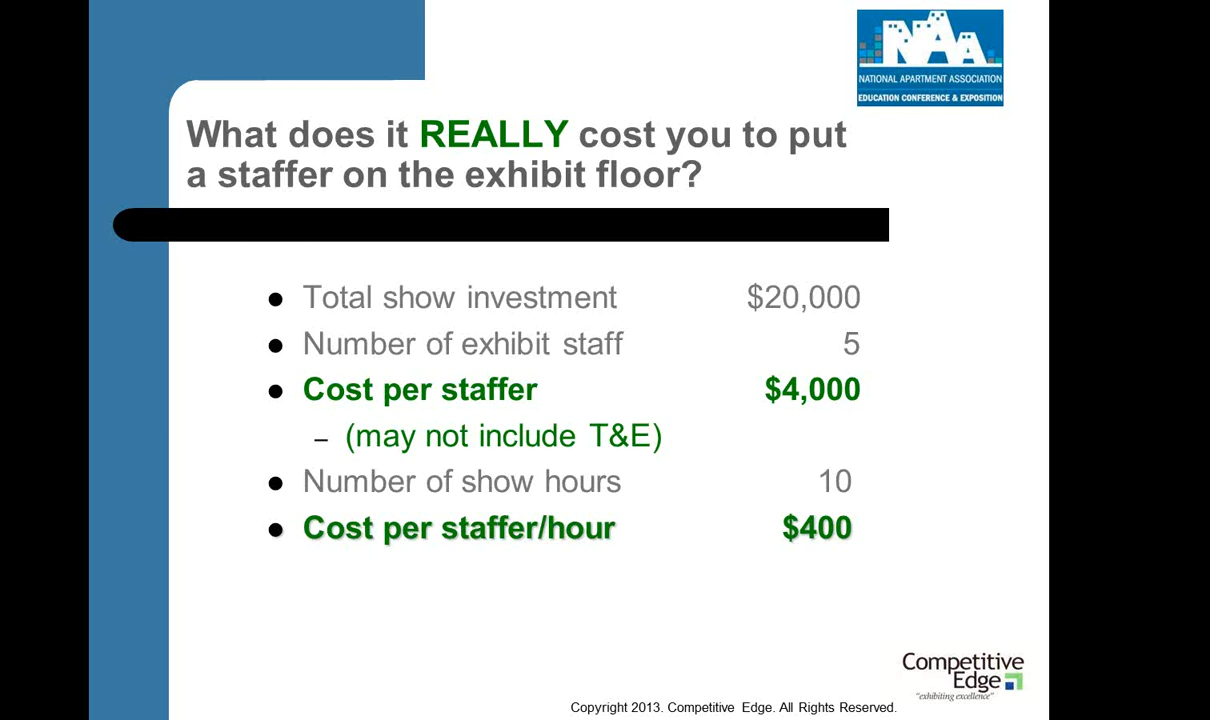 NAA
NATIONAL APARTMENT ASSOCIATION
EDUCATION CONFERENCE & EXPOSITION
What does it REALLY cost you to put
a staffer on the exhibit floor?
● Total show investment $20,000
● Number of exhibit staff 5
● Cost per staffer $4,000
– (may not include T&E)
● Number of show hours 10
● Cost per staffer/hour $400
Competitive
Edge
"exhibiting excellence"
Copyright 2013. Competitive Edge. All Rights Reserved.